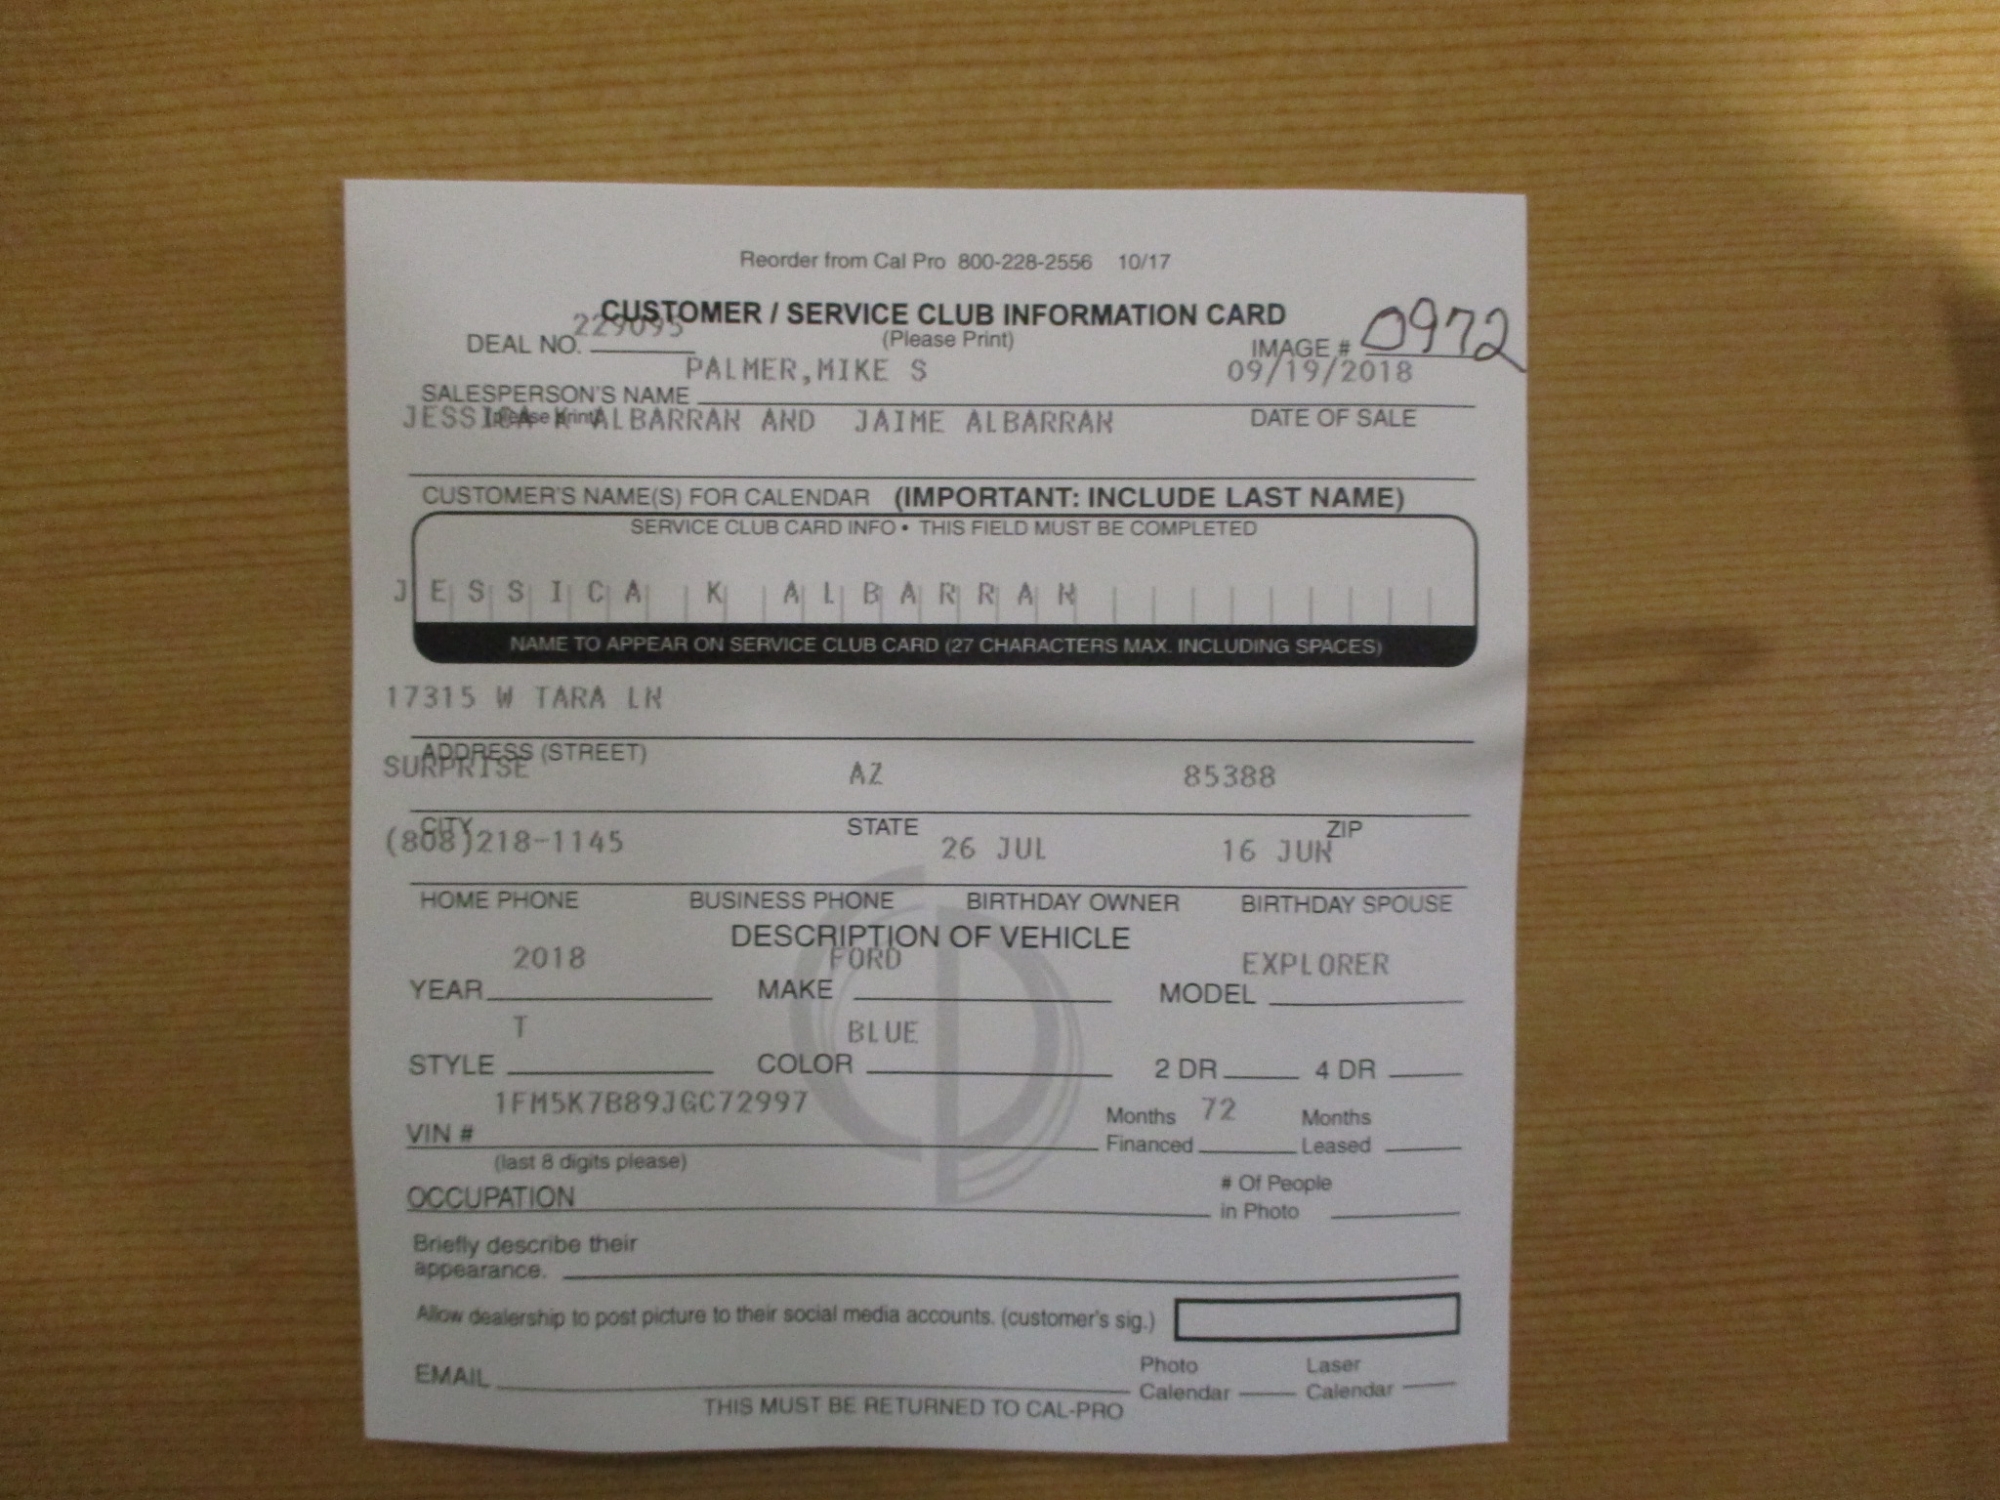 Reorder from Cal Pro 800-228-2556 10/17
CUSTOMER / SERVICE CLUB INFORMATION CARD
DEAL NO. 229095 (Please Print) IMAGE # 0972
PALMER,MIKE S 09/19/2018
SALESPERSON'S NAME
(please print) DATE OF SALE
JESSICA K ALBARRAN AND JAIME ALBARRAN
CUSTOMER'S NAME(S) FOR CALENDAR (IMPORTANT: INCLUDE LAST NAME)
SERVICE CLUB CARD INFO • THIS FIELD MUST BE COMPLETED
JESSICA K ALBARRAN
NAME TO APPEAR ON SERVICE CLUB CARD (27 CHARACTERS MAX. INCLUDING SPACES)
17315 W TARA LN
ADDRESS (STREET)
SURPRISE AZ 85388
CITY STATE ZIP
(808)218-1145 26 JUL 16 JUN
HOME PHONE BUSINESS PHONE BIRTHDAY OWNER BIRTHDAY SPOUSE
DESCRIPTION OF VEHICLE
2018 FORD EXPLORER
YEAR MAKE MODEL
T BLUE
STYLE COLOR 2 DR 4 DR
1FM5K7B89JGC72997 Months 72 Months
VIN # Financed Leased
(last 8 digits please)
# Of People
OCCUPATION in Photo
Briefly describe their
appearance.
Allow dealership to post picture to their social media accounts. (customer's sig.)
Photo Laser
EMAIL Calendar Calendar
THIS MUST BE RETURNED TO CAL-PRO